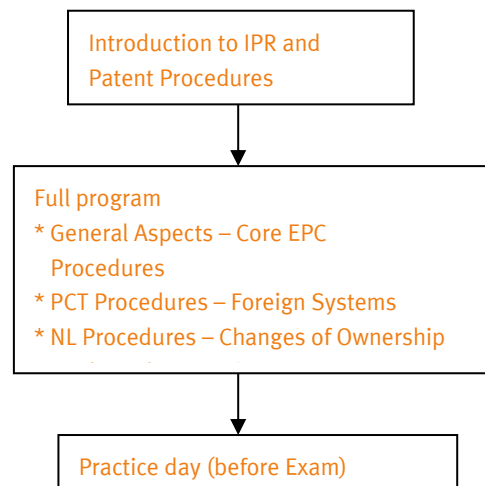 Introduction to IPR and
Patent Procedures
Full program
* General Aspects – Core EPC
Procedures
* PCT Procedures – Foreign Systems
* NL Procedures – Changes of Ownership
Practice day (before Exam)